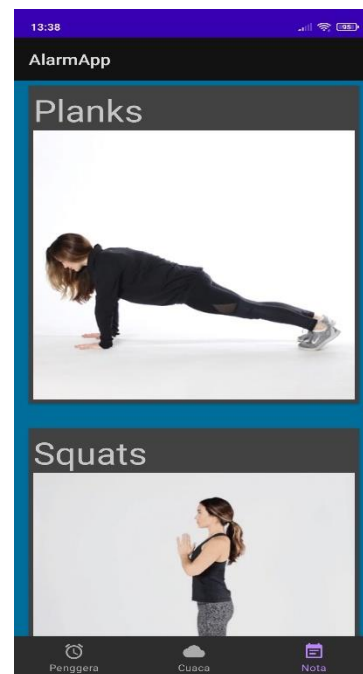 13:38
95
AlarmApp
Planks
Squats
Penggera
Cuaca
Nota